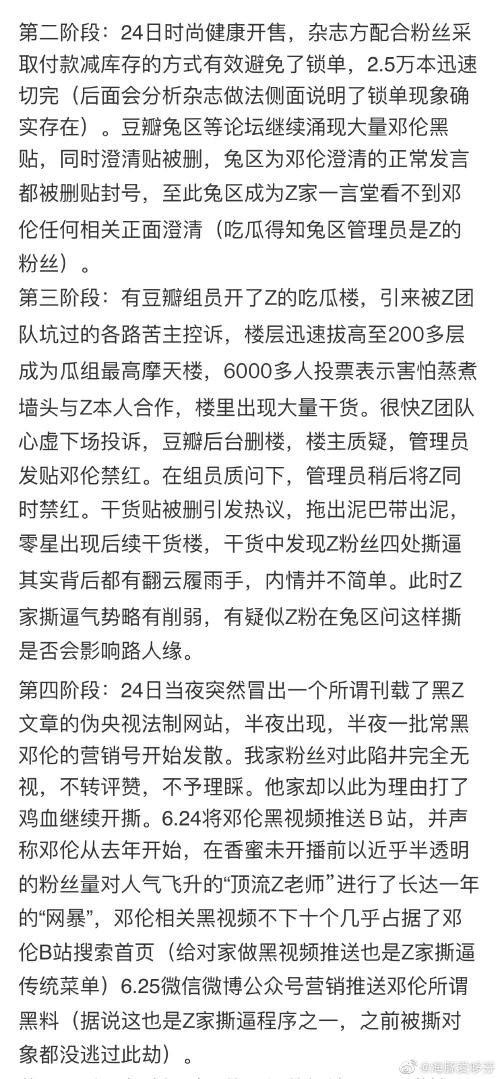 第二阶段：24日时尚健康开售，杂志方配合粉丝采
取付款减库存的方式有效避免了锁单，2.5万本迅速
切完（后面会分析杂志做法侧面说明了锁单现象确
实存在）。豆瓣兔区等论坛继续涌现大量邓伦黑
贴，同时澄清贴被删，兔区为邓伦澄清的正常发言
都被删贴封号，至此兔区成为Z家一言堂看不到邓
伦任何相关正面澄清（吃瓜得知兔区管理员是Z的
粉丝）。
第三阶段：有豆瓣组员开了Z的吃瓜楼，引来被Z团
队坑过的各路苦主控诉，楼层迅速拔高至200多层
成为瓜组最高摩天楼，6000多人投票表示害怕蒸煮
墙头与Z本人合作，楼里出现大量干货。很快Z团队
心虚下场投诉，豆瓣后台删楼，楼主质疑，管理员
发贴邓伦禁红。在组员质问下，管理员稍后将Z同
时禁红。干货贴被删引发热议，拖出泥巴带出泥，
零星出现后续干货楼，干货中发现Z粉丝四处撕逼
其实背后都有翻云履雨手，内情并不简单。此时Z
家撕逼气势略有削弱，有疑似Z粉在兔区问这样撕
是否会影响路人缘。
第四阶段：24日当夜突然冒出一个所谓刊载了黑Z
文章的伪央视法制网站，半夜出现，半夜一批常黑
邓伦的营销号开始发散。我家粉丝对此陷井完全无
视，不转评赞，不予理睬。他家却以此为理由打了
鸡血继续开撕。6.24将邓伦黑视频推送B站，并声
称邓伦从去年开始，在香蜜未开播前以近乎半透明
的粉丝量对人气飞升的“顶流Z老师”进行了长达一年
的“网暴”，邓伦相关黑视频不下十个几乎占据了邓
伦B站搜索首页（给对家做黑视频推送也是Z家撕逼
传统菜单）6.25微信微博公众号营销推送邓伦所谓
黑料（据说这也是Z家撕逼程序之一，之前被撕对
象都没逃过此劫）。